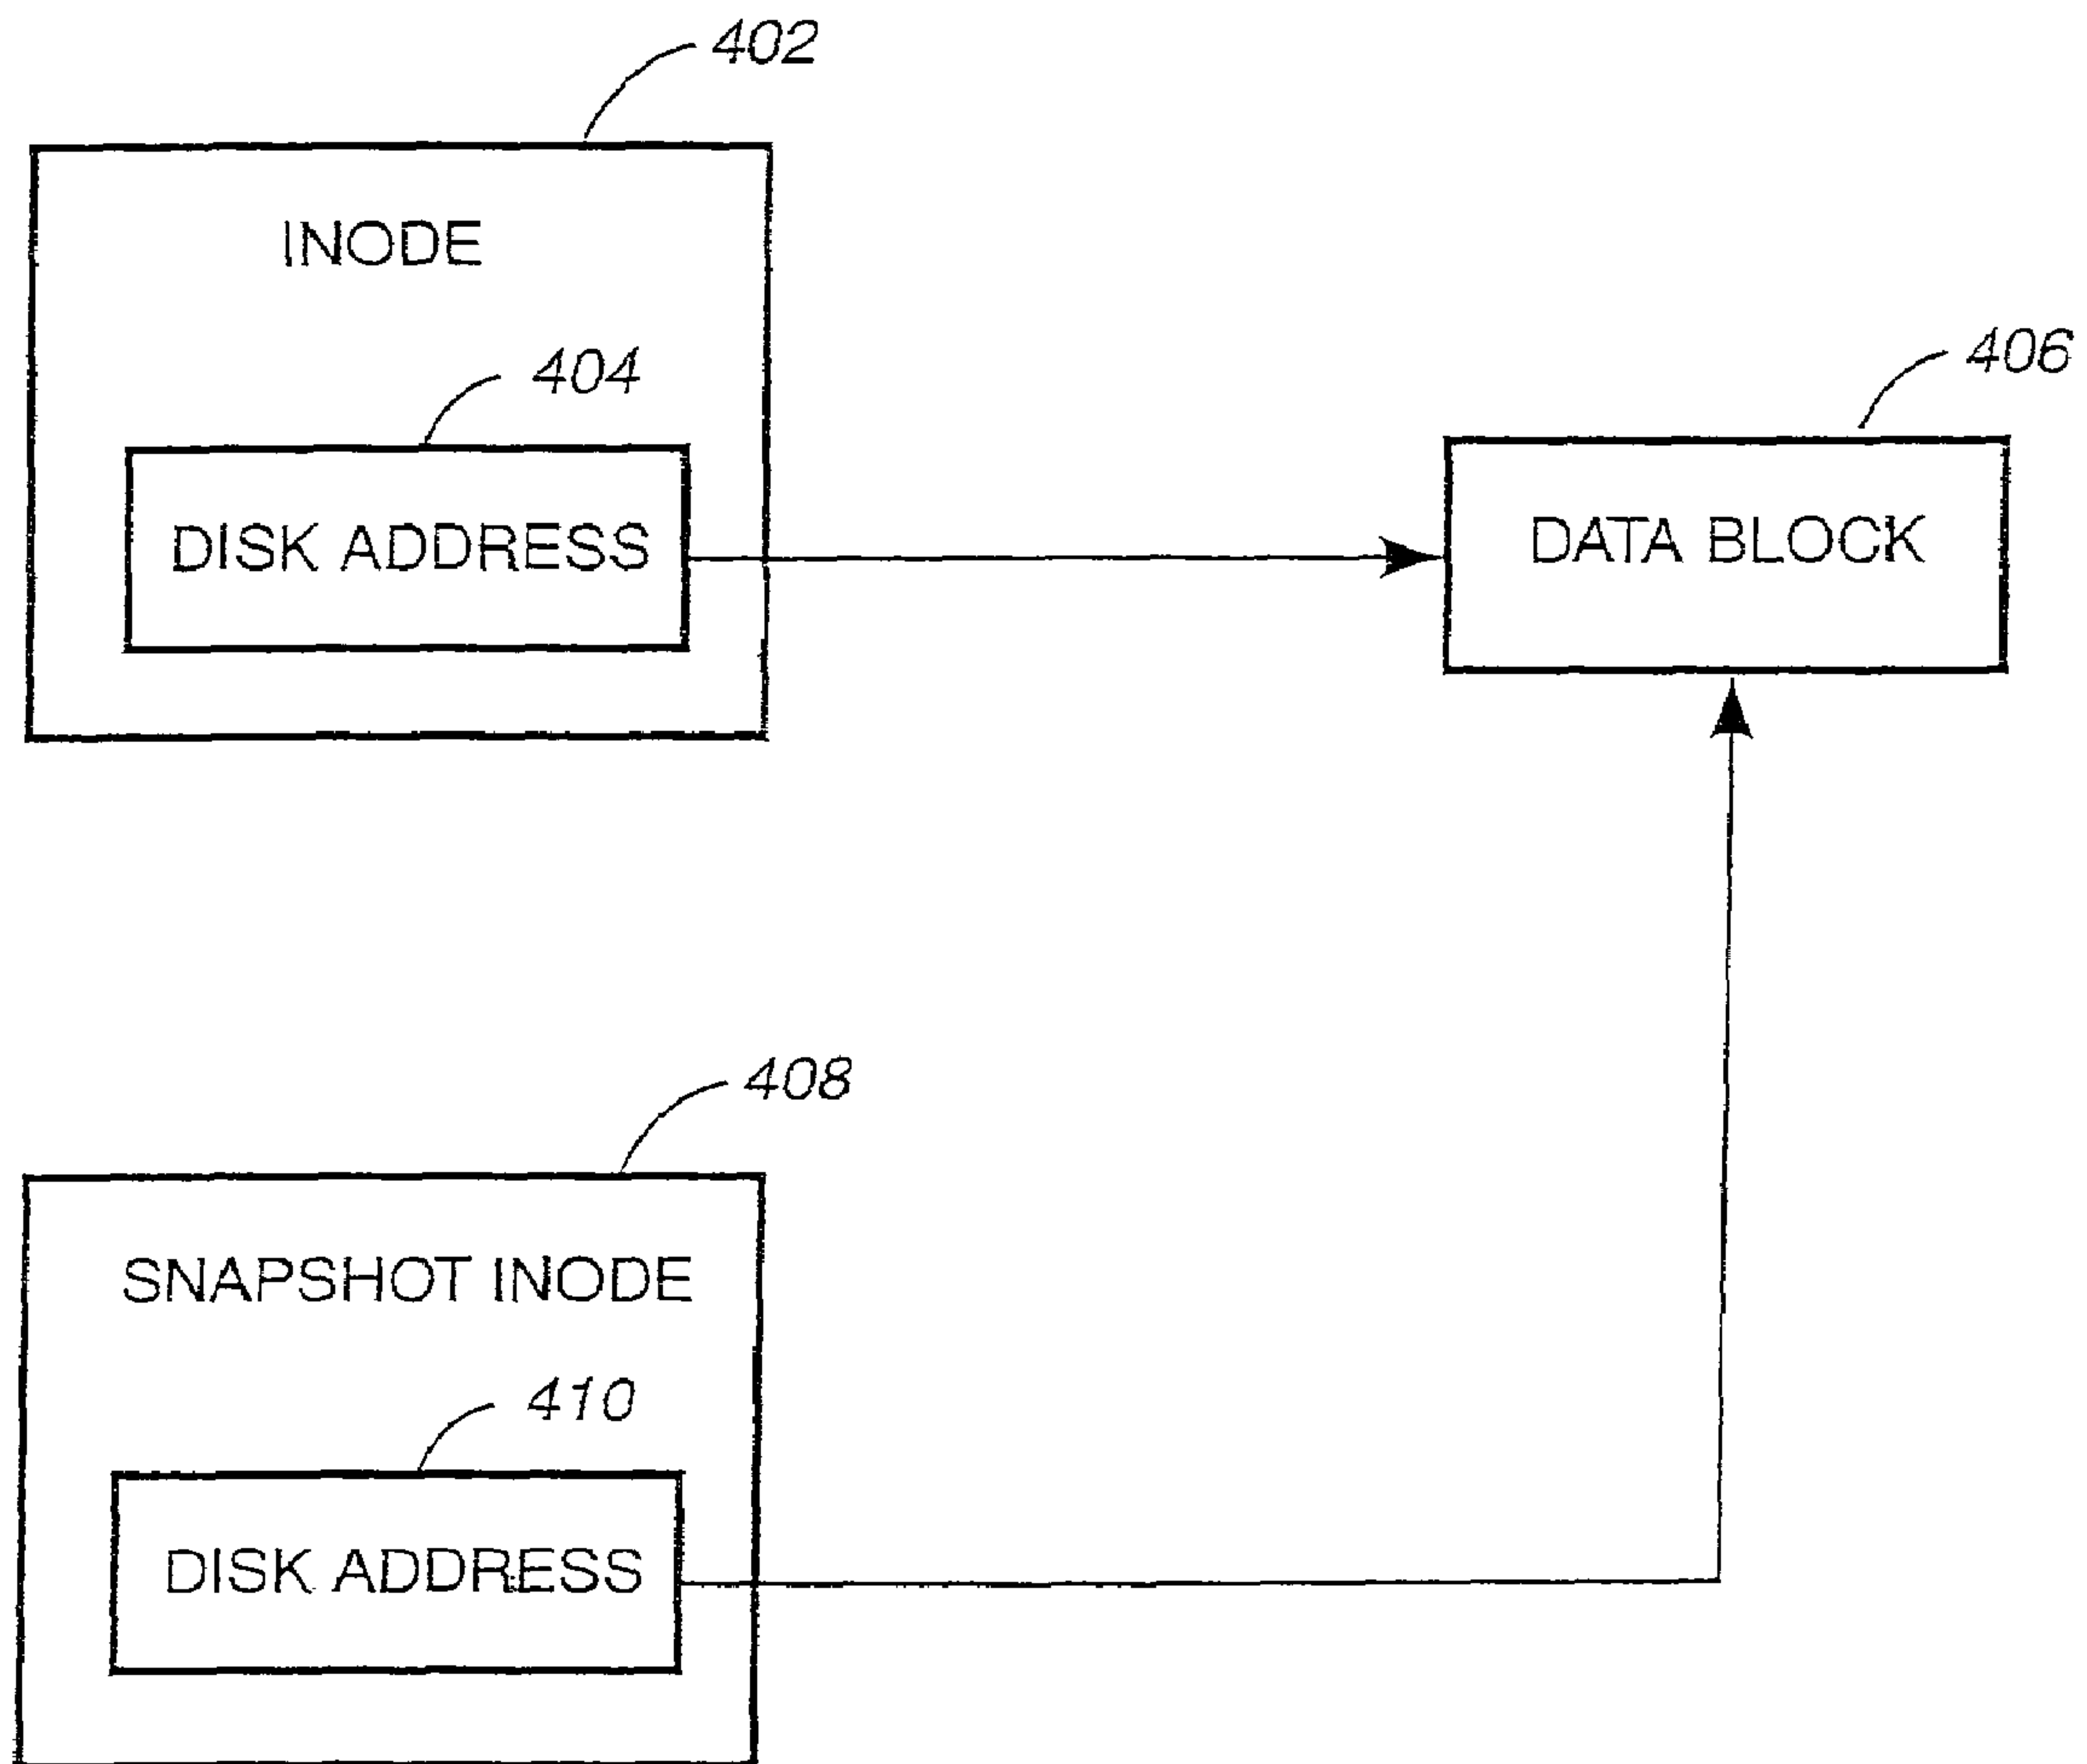 402
INODE
404
DISK ADDRESS
406
DATA BLOCK
408
SNAPSHOT INODE
410
DISK ADDRESS